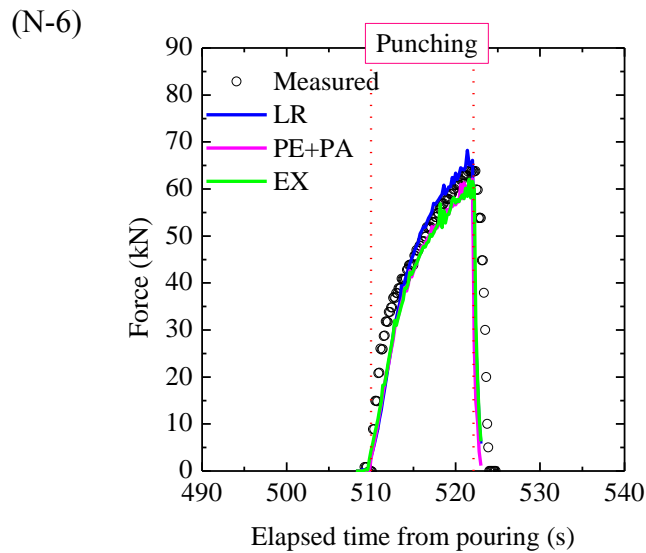 (N-6)
Punching
Measured
LR
PE+PA
EX
90
80
70
60
50
40
30
20
10
0
Force (kN)
490 500 510 520 530 540
Elapsed time from pouring (s)